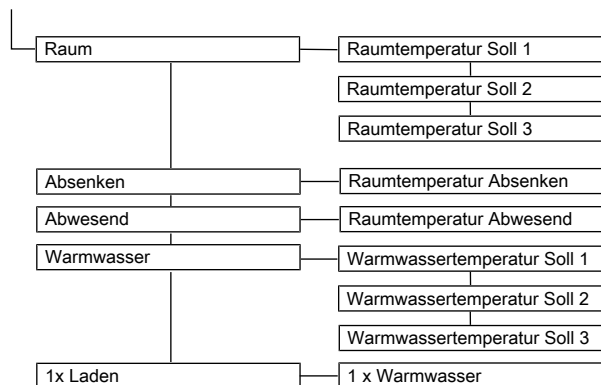 Raum
Raumtemperatur Soll 1
Raumtemperatur Soll 2
Raumtemperatur Soll 3
Absenken
Raumtemperatur Absenken
Abwesend
Raumtemperatur Abwesend
Warmwasser
Warmwassertemperatur Soll 1
Warmwassertemperatur Soll 2
Warmwassertemperatur Soll 3
1x Laden
1 x Warmwasser